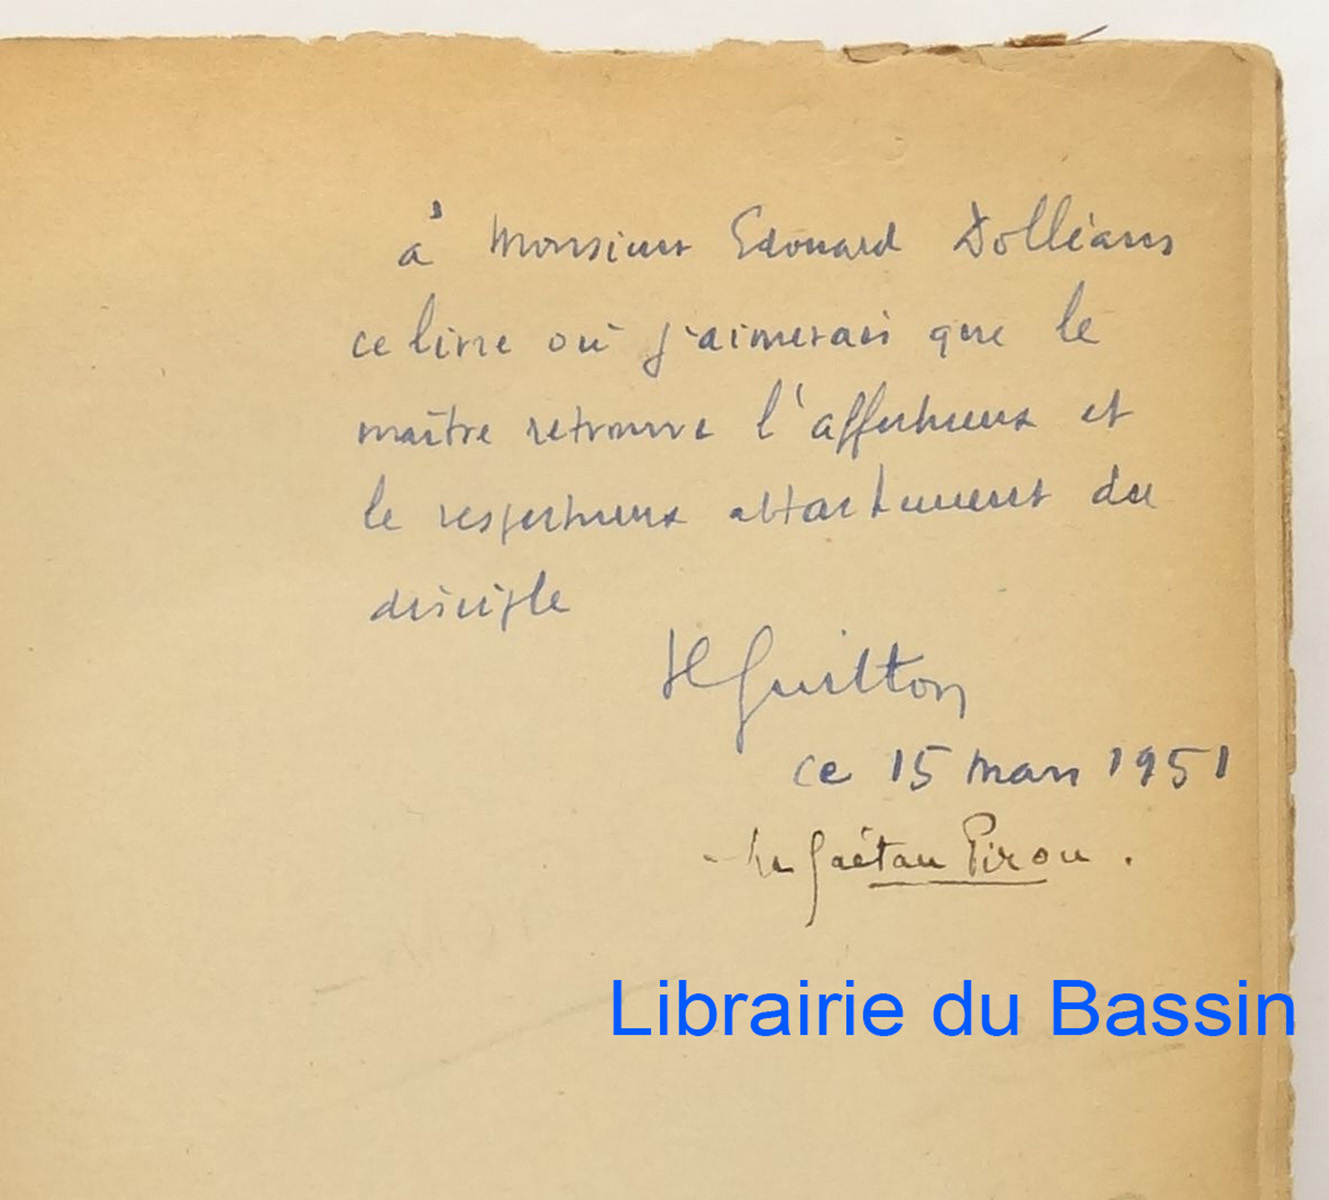 à Monsieur Edouard Dolléans
ce livre où j'aimerais que le
maître retrouve l'affectueux et
le respectueux attachement du
disciple
HGuitton
ce 15 mars 1951
Gaëtan Pirou.
Librairie du Bassin